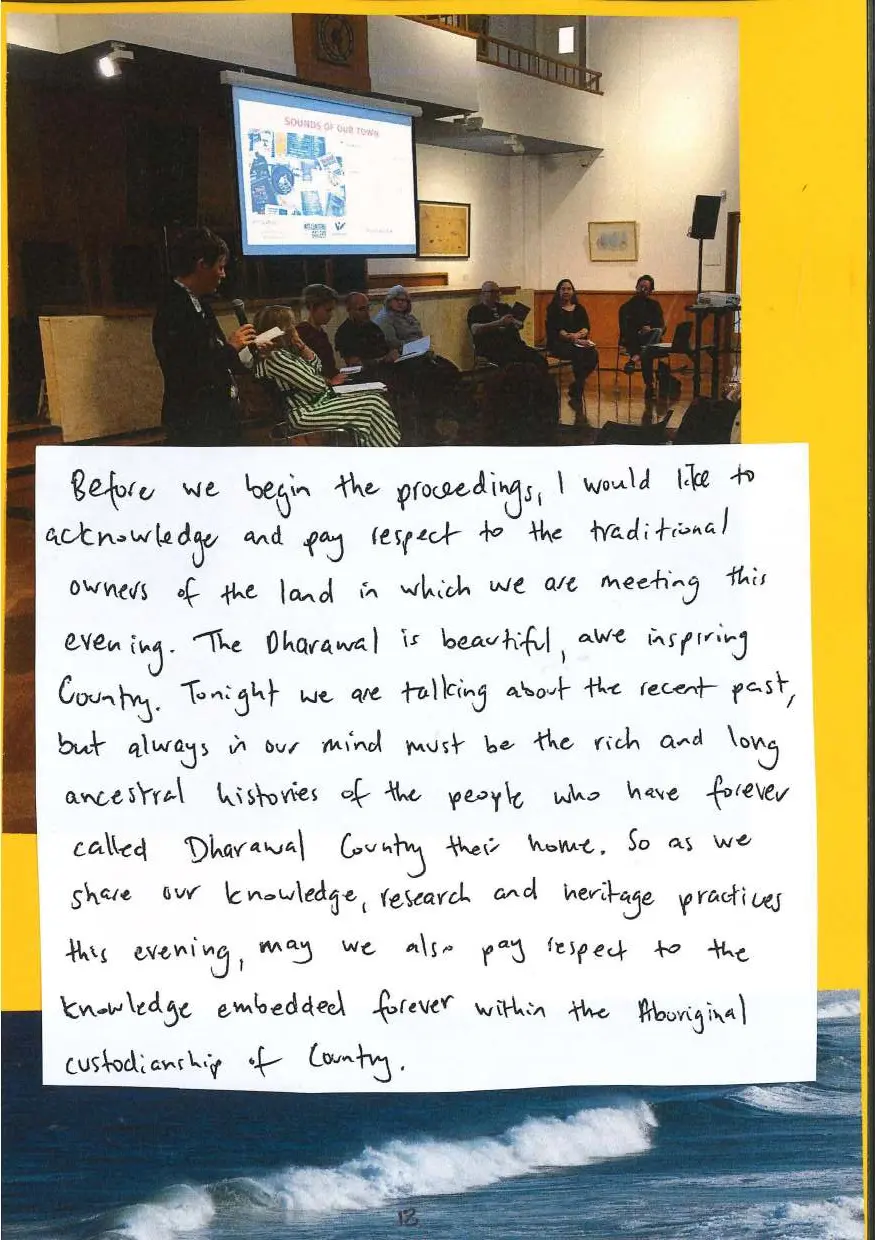 SOUNDS OF OUR TOWN
Before we begin the proceedings, I would like to
acknowledge and pay respect to the traditional
owners of the land in which we are meeting this
evening. The Dharawal is beautiful, awe inspiring
Country. Tonight we are talking about the recent past,
but always in our mind must be the rich and long
ancestral histories of the people who have forever
called Dharawal Country their home. So as we
share our knowledge, research and heritage practices
this evening, may we also pay respect to the
knowledge embedded forever within the Aboriginal
custodianship of Country.